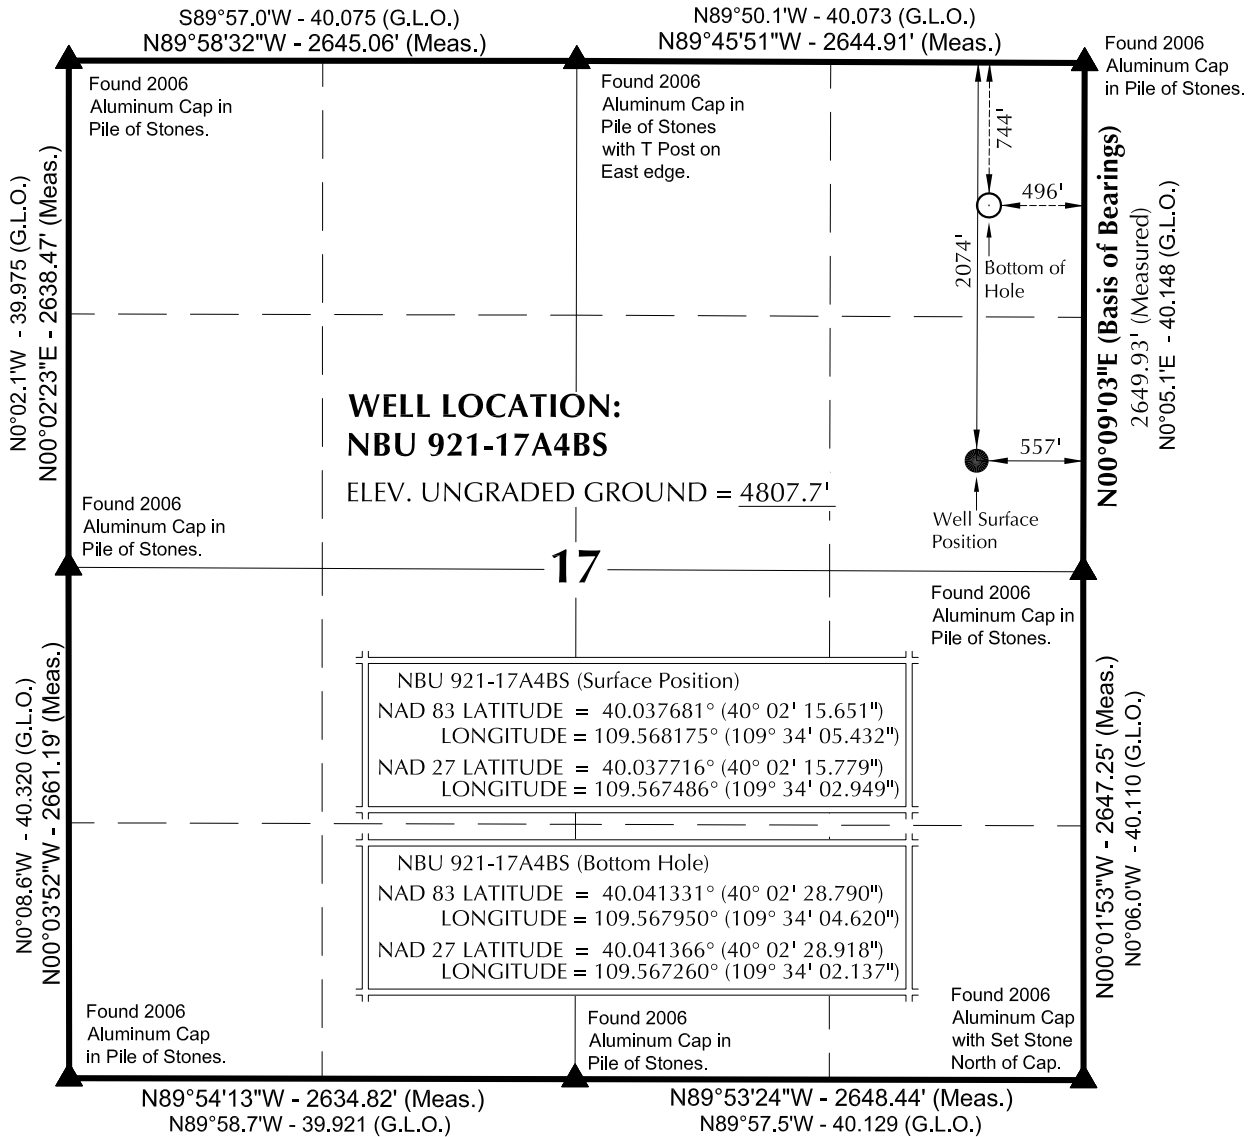 S89°57.0'W - 40.075 (G.L.O.)
N89°58'32"W - 2645.06' (Meas.)
N89°50.1'W - 40.073 (G.L.O.)
N89°45'51"W - 2644.91' (Meas.)
Found 2006
Aluminum Cap
in Pile of Stones.
Found 2006
Aluminum Cap in
Pile of Stones.
Found 2006
Aluminum Cap in
Pile of Stones
with T Post on
East edge.
744'
496'
2074'
Bottom of
Hole
N0°02.1'W - 39.975 (G.L.O.)
N00°02'23"E - 2638.47' (Meas.)
N00°09'03"E (Basis of Bearings)
2649.93' (Measured)
N0°05.1'E - 40.148 (G.L.O.)
WELL LOCATION:
NBU 921-17A4BS
ELEV. UNGRADED GROUND = 4807.7'
557'
Well Surface
Position
Found 2006
Aluminum Cap in
Pile of Stones.
17
Found 2006
Aluminum Cap in
Pile of Stones.
NBU 921-17A4BS (Surface Position)
NAD 83 LATITUDE = 40.037681° (40° 02' 15.651")
LONGITUDE = 109.568175° (109° 34' 05.432")
NAD 27 LATITUDE = 40.037716° (40° 02' 15.779")
LONGITUDE = 109.567486° (109° 34' 02.949")
NBU 921-17A4BS (Bottom Hole)
NAD 83 LATITUDE = 40.041331° (40° 02' 28.790")
LONGITUDE = 109.567950° (109° 34' 04.620")
NAD 27 LATITUDE = 40.041366° (40° 02' 28.918")
LONGITUDE = 109.567260° (109° 34' 02.137")
N0°08.6'W - 40.320 (G.L.O.)
N00°03'52"W - 2661.19' (Meas.)
N00°01'53"W - 2647.25' (Meas.)
N0°06.0'W - 40.110 (G.L.O.)
Found 2006
Aluminum Cap
in Pile of Stones.
Found 2006
Aluminum Cap in
Pile of Stones.
Found 2006
Aluminum Cap
with Set Stone
North of Cap.
N89°54'13"W - 2634.82' (Meas.)
N89°58.7'W - 39.921 (G.L.O.)
N89°53'24"W - 2648.44' (Meas.)
N89°57.5'W - 40.129 (G.L.O.)